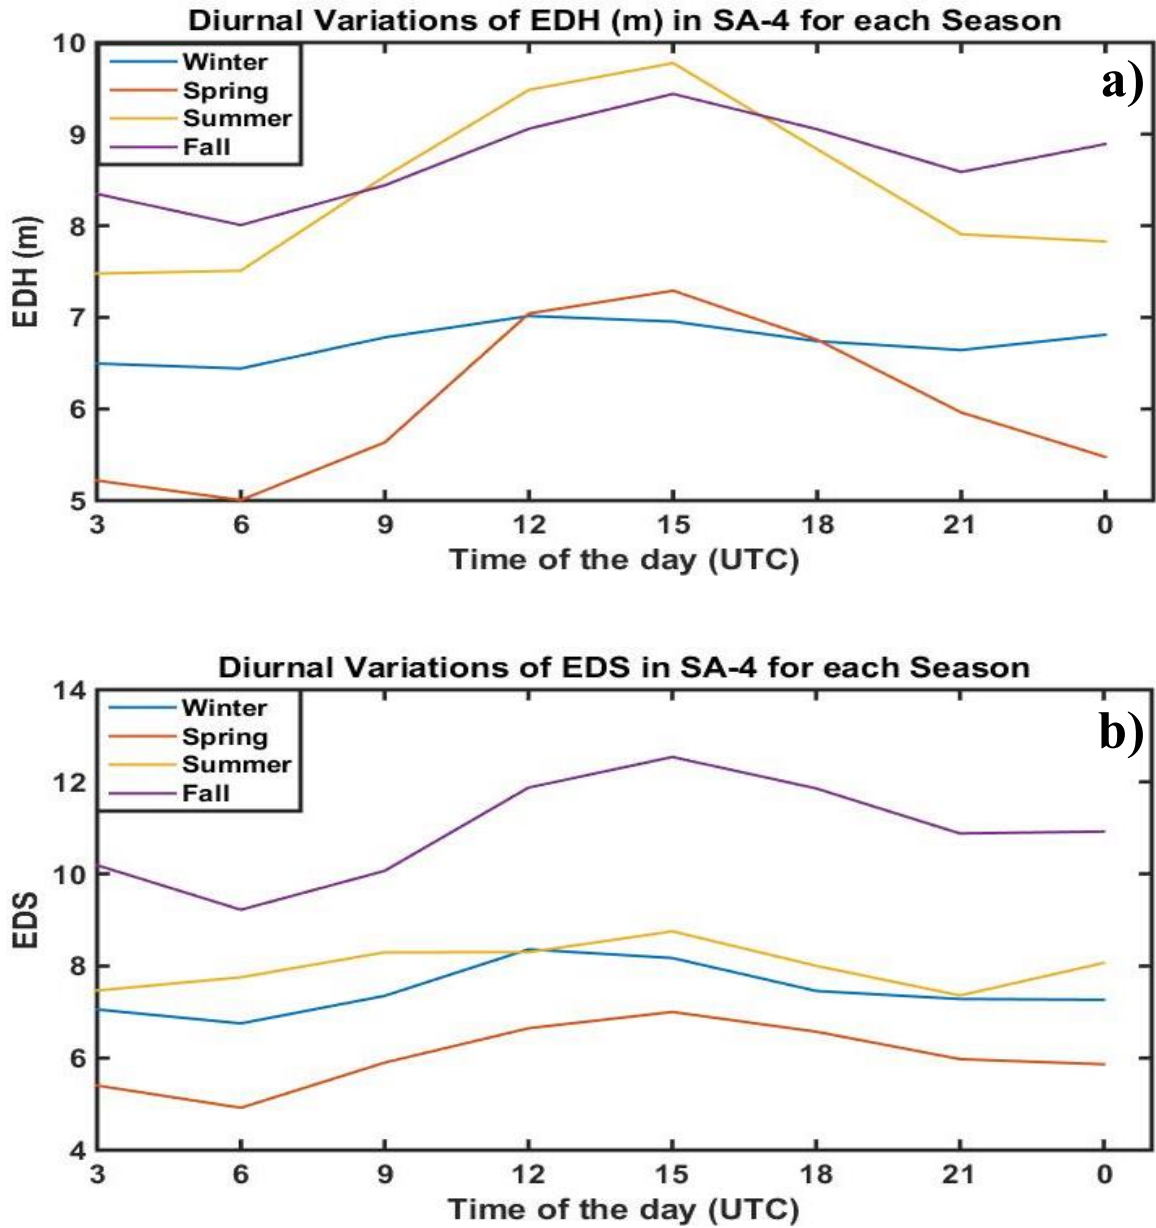 Diurnal Variations of EDH (m) in SA-4 for each Season
a)
Winter
Spring
Summer
Fall
10
9
8
7
6
5
EDH (m)
3 6 9 12 15 18 21 0
Time of the day (UTC)
Diurnal Variations of EDS in SA-4 for each Season
b)
Winter
Spring
Summer
Fall
14
12
10
8
6
4
EDS
3 6 9 12 15 18 21 0
Time of the day (UTC)